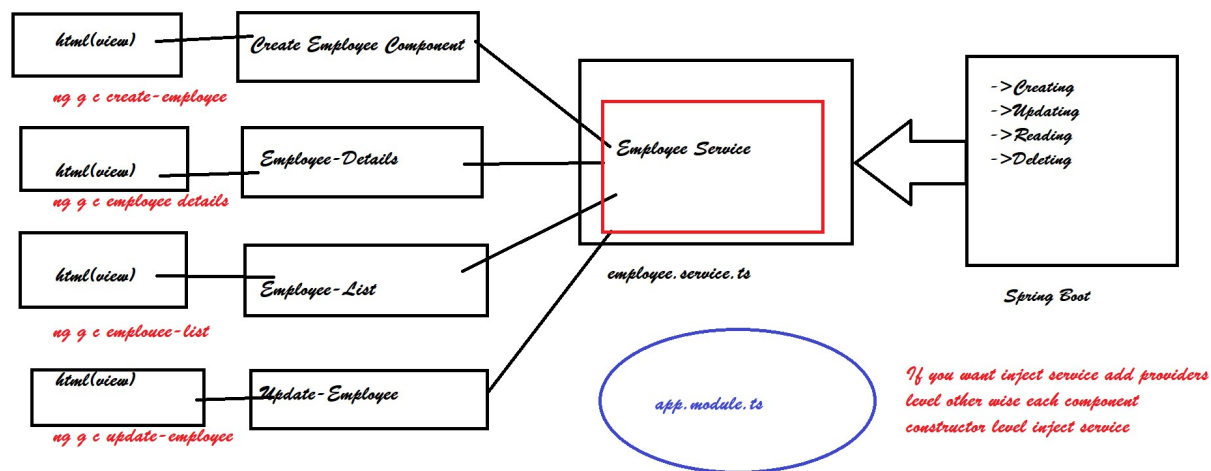 html(view)
Create Employee Component
ng g c create-employee
html(view)
Employee-Details
ng g c employee details
html(view)
Employee-List
ng g c emplouee-list
html(view)
Update-Employee
ng g c update-employee
Employee Service
employee.service.ts
->Creating
->Updating
->Reading
->Deleting
Spring Boot
app.module.ts
If you want inject service add providers
level other wise each component
constructor level inject service